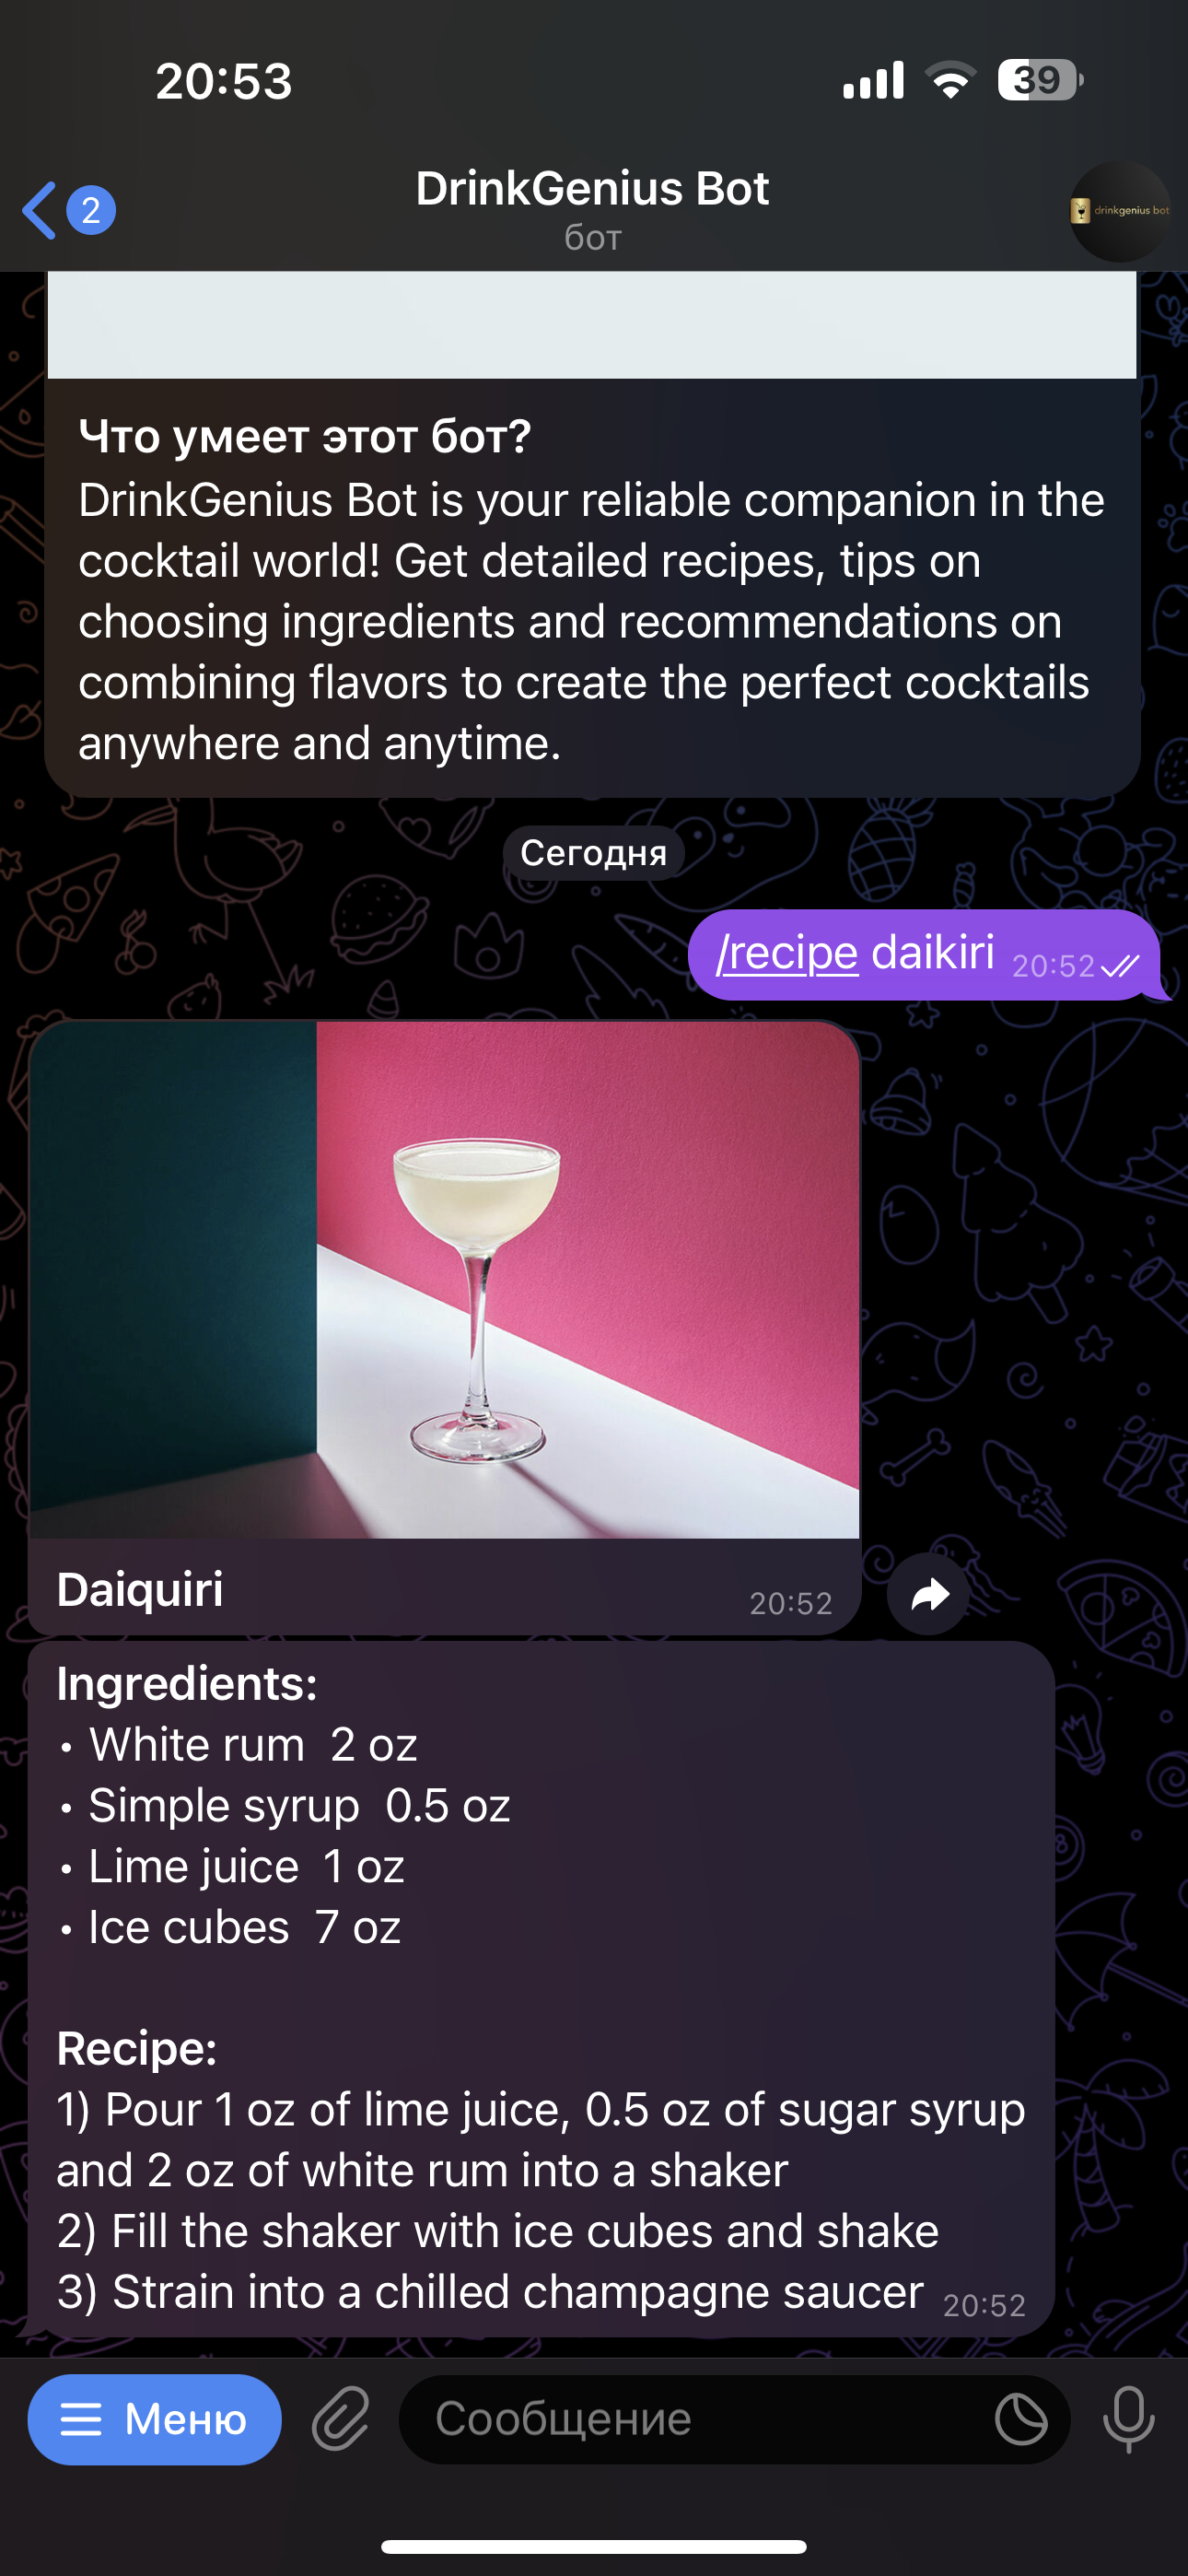 20:53
39
2
DrinkGenius Bot
бот
drinkgenius bot
Что умеет этот бот?
DrinkGenius Bot is your reliable companion in the
cocktail world! Get detailed recipes, tips on
choosing ingredients and recommendations on
combining flavors to create the perfect cocktails
anywhere and anytime.
Сегодня
/recipe daikiri 20:52
Daiquiri 20:52
Ingredients:
• White rum  2 oz
• Simple syrup  0.5 oz
• Lime juice  1 oz
• Ice cubes  7 oz
Recipe:
1) Pour 1 oz of lime juice, 0.5 oz of sugar syrup
and 2 oz of white rum into a shaker
2) Fill the shaker with ice cubes and shake
3) Strain into a chilled champagne saucer 20:52
Меню
Сообщение